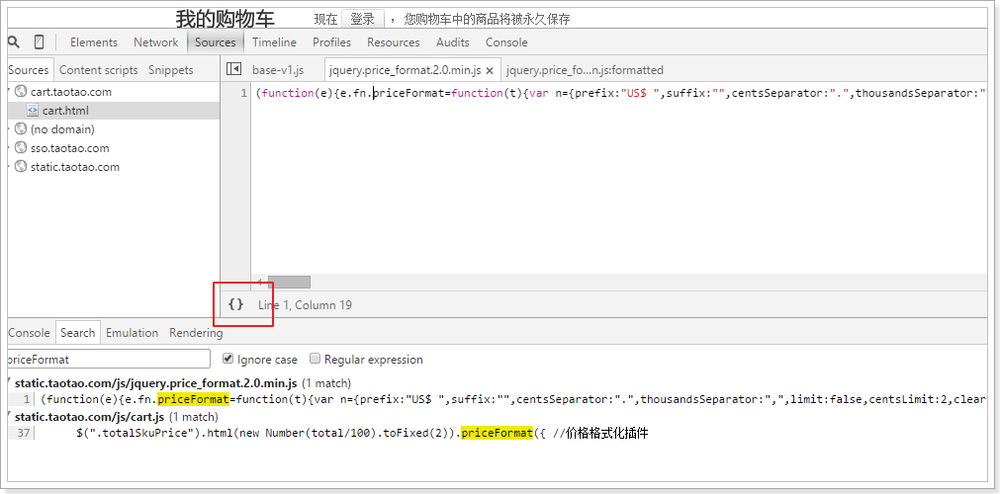 我的购物车 现在 登录 ，您购物车中的商品将被永久保存
Elements Network Sources Timeline Profiles Resources Audits Console
Sources Content scripts Snippets
base-v1.js jquery.price_format.2.0.min.js × jquery.price_fo...n.js:formatted
cart.taotao.com
cart.html
(no domain)
sso.taotao.com
static.taotao.com
1 (function(e){e.fn.priceFormat=function(t){var n={prefix:"US$ ",suffix:"",centsSeparator:".",thousandsSeparator:"
{} Line 1, Column 19
Console Search Emulation Rendering
priceFormat Ignore case Regular expression
static.taotao.com/js/jquery.price_format.2.0.min.js (1 match)
1 (function(e){e.fn.priceFormat=function(t){var n={prefix:"US$ ",suffix:"",centsSeparator:".",thousandsSeparator:",",limit:false,centsLimit:2,clear
static.taotao.com/js/cart.js (1 match)
37 $(".totalSkuPrice").html(new Number(total/100).toFixed(2)).priceFormat({ //价格格式化插件